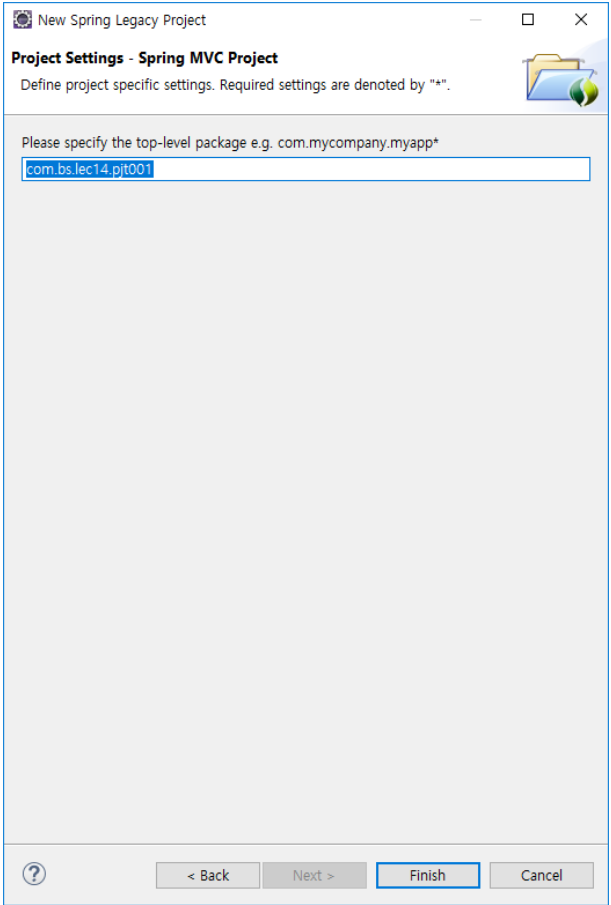 New Spring Legacy Project
Project Settings - Spring MVC Project
Define project specific settings. Required settings are denoted by "*".
Please specify the top-level package e.g. com.mycompany.myapp*
com.bs.lec14.pjt001
?
< Back
Next >
Finish
Cancel